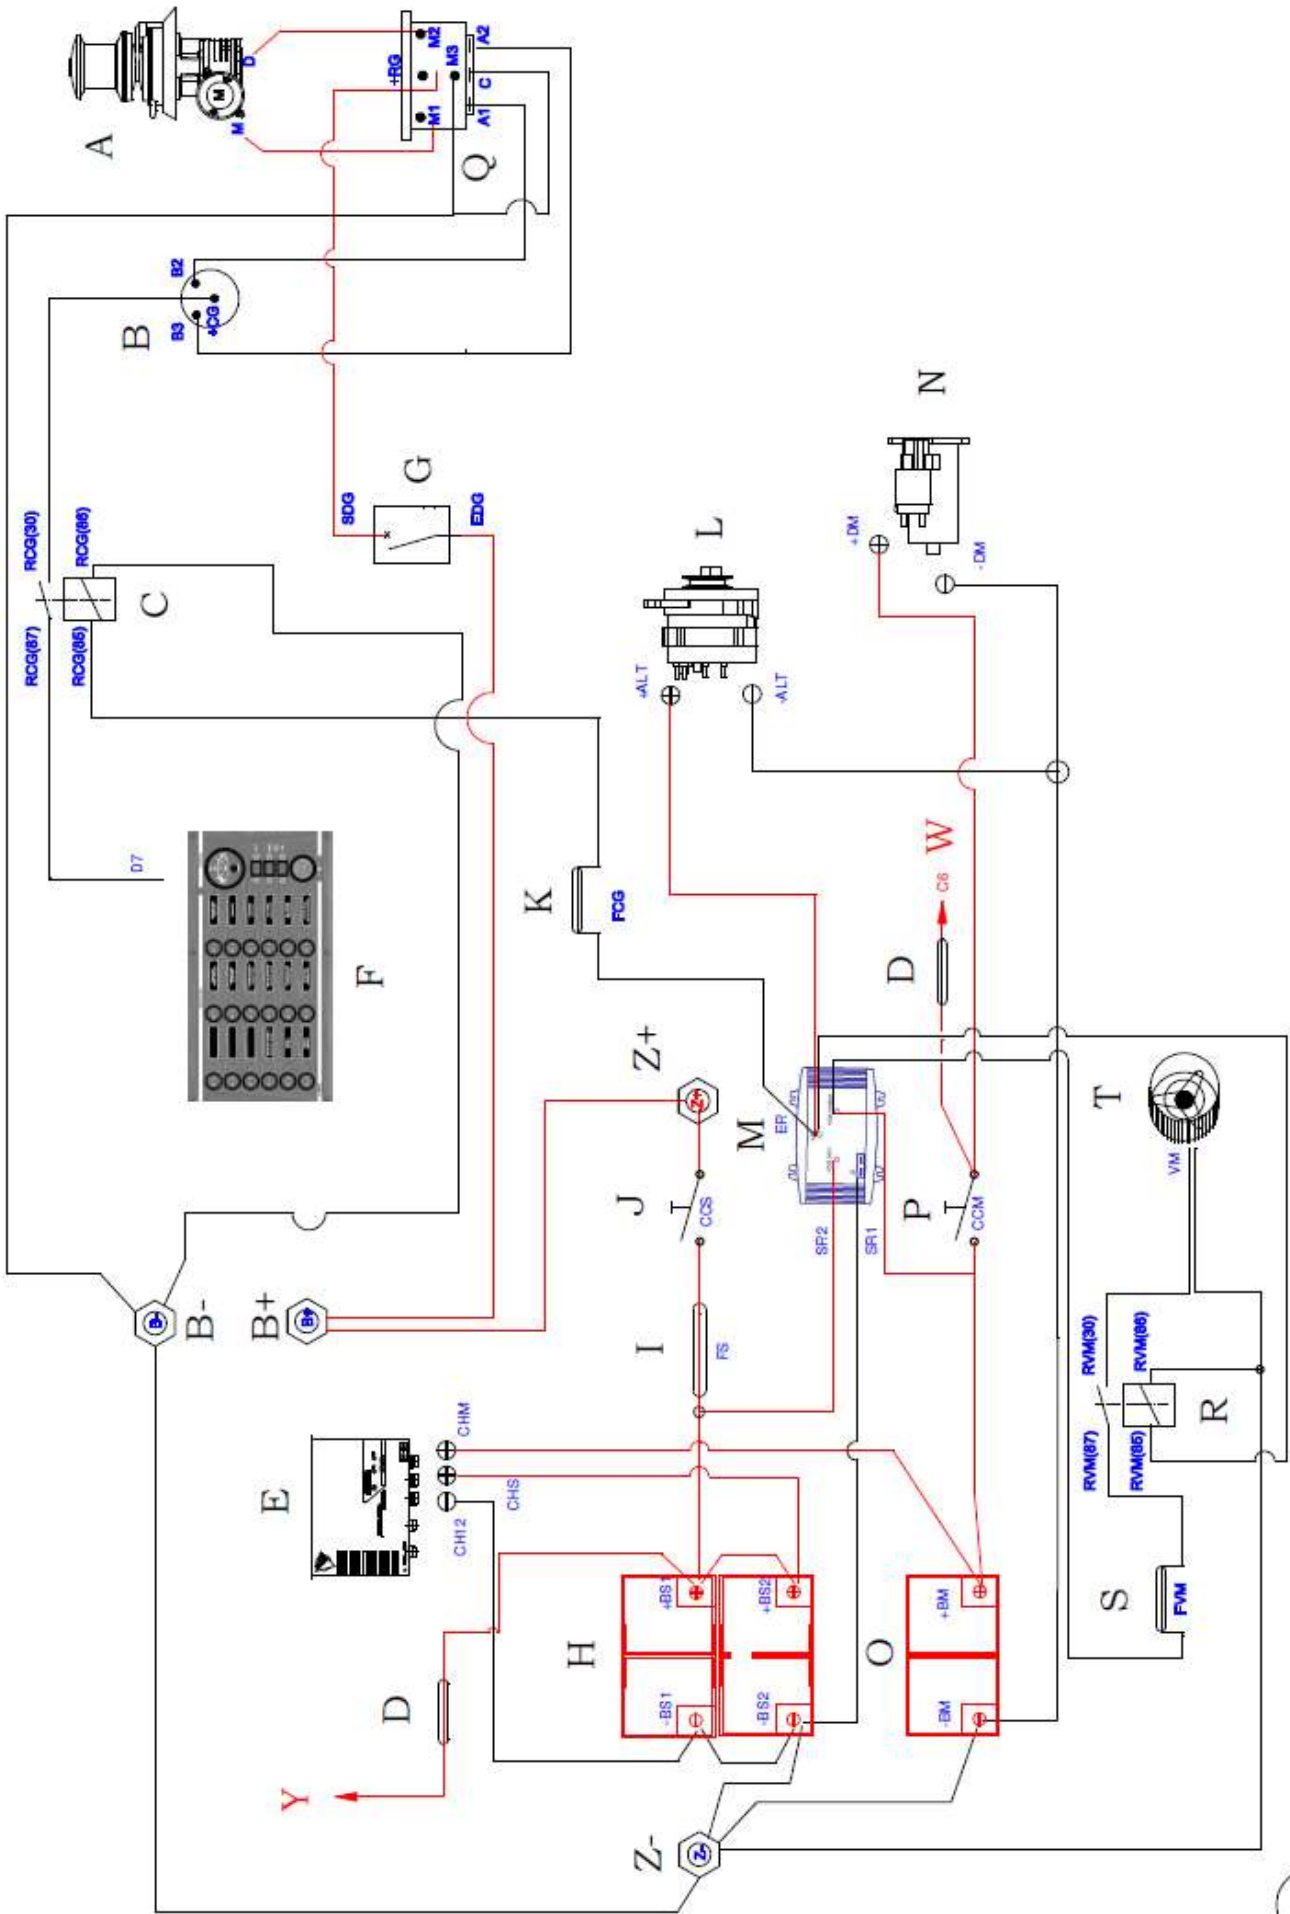 A
M
D
M
+RG
M1
M2
M3
A1
C
A2
Q
B
B2
B3
+CG
RCG(30)
RCG(86)
RCG(87)
RCG(85)
C
SDG
G
EDG
+DM
N
-DM
L
+ALT
-ALT
D7
F
K
FCG
D
C6
W
Z+
Z+
M
ER
J
CCS
SR2
SR1
P
CCM
T
VM
B-
B-
B+
B+
I
FS
RVM(30)
RVM(86)
RVM(87)
RVM(85)
R
E
CHM
CHS
CH12
S
FVM
H
+BS1
+BS2
-BS1
-BS2
O
+BM
-BM
D
Y
Z-
Z-